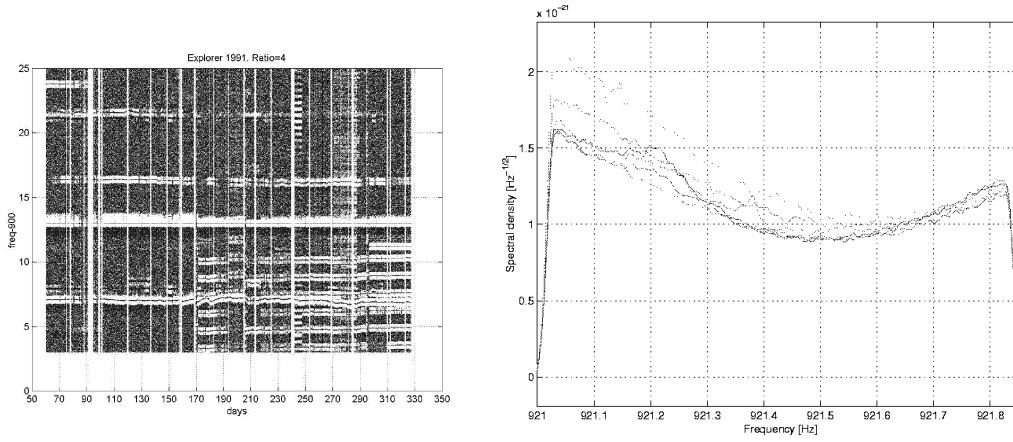 Explorer 1991. Ratio=4
25
20
15
10
5
0
freq-900
50 70 90 110 130 150 170 190 210 230 250 270 290 310 330 350
days
x 10^-21
2
1.5
1
0.5
0
Spectral density [Hz^-1/2]
921 921.1 921.2 921.3 921.4 921.5 921.6 921.7 921.8
Frequency [Hz]